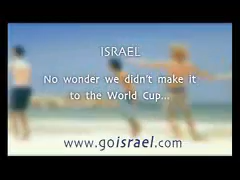 ISRAEL
No wonder we didn't make it
to the World Cup...
www.goisrael.com